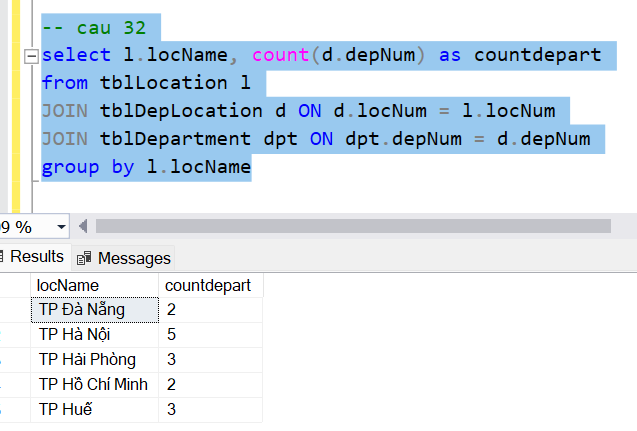 -- cau 32
select l.locName, count(d.depNum) as countdepart
from tblLocation l
JOIN tblDepLocation d ON d.locNum = l.locNum
JOIN tblDepartment dpt ON dpt.depNum = d.depNum
group by l.locName
9 %
Results Messages
locName countdepart
TP Đà Nẵng 2
TP Hà Nội 5
TP Hải Phòng 3
TP Hồ Chí Minh 2
TP Huế 3